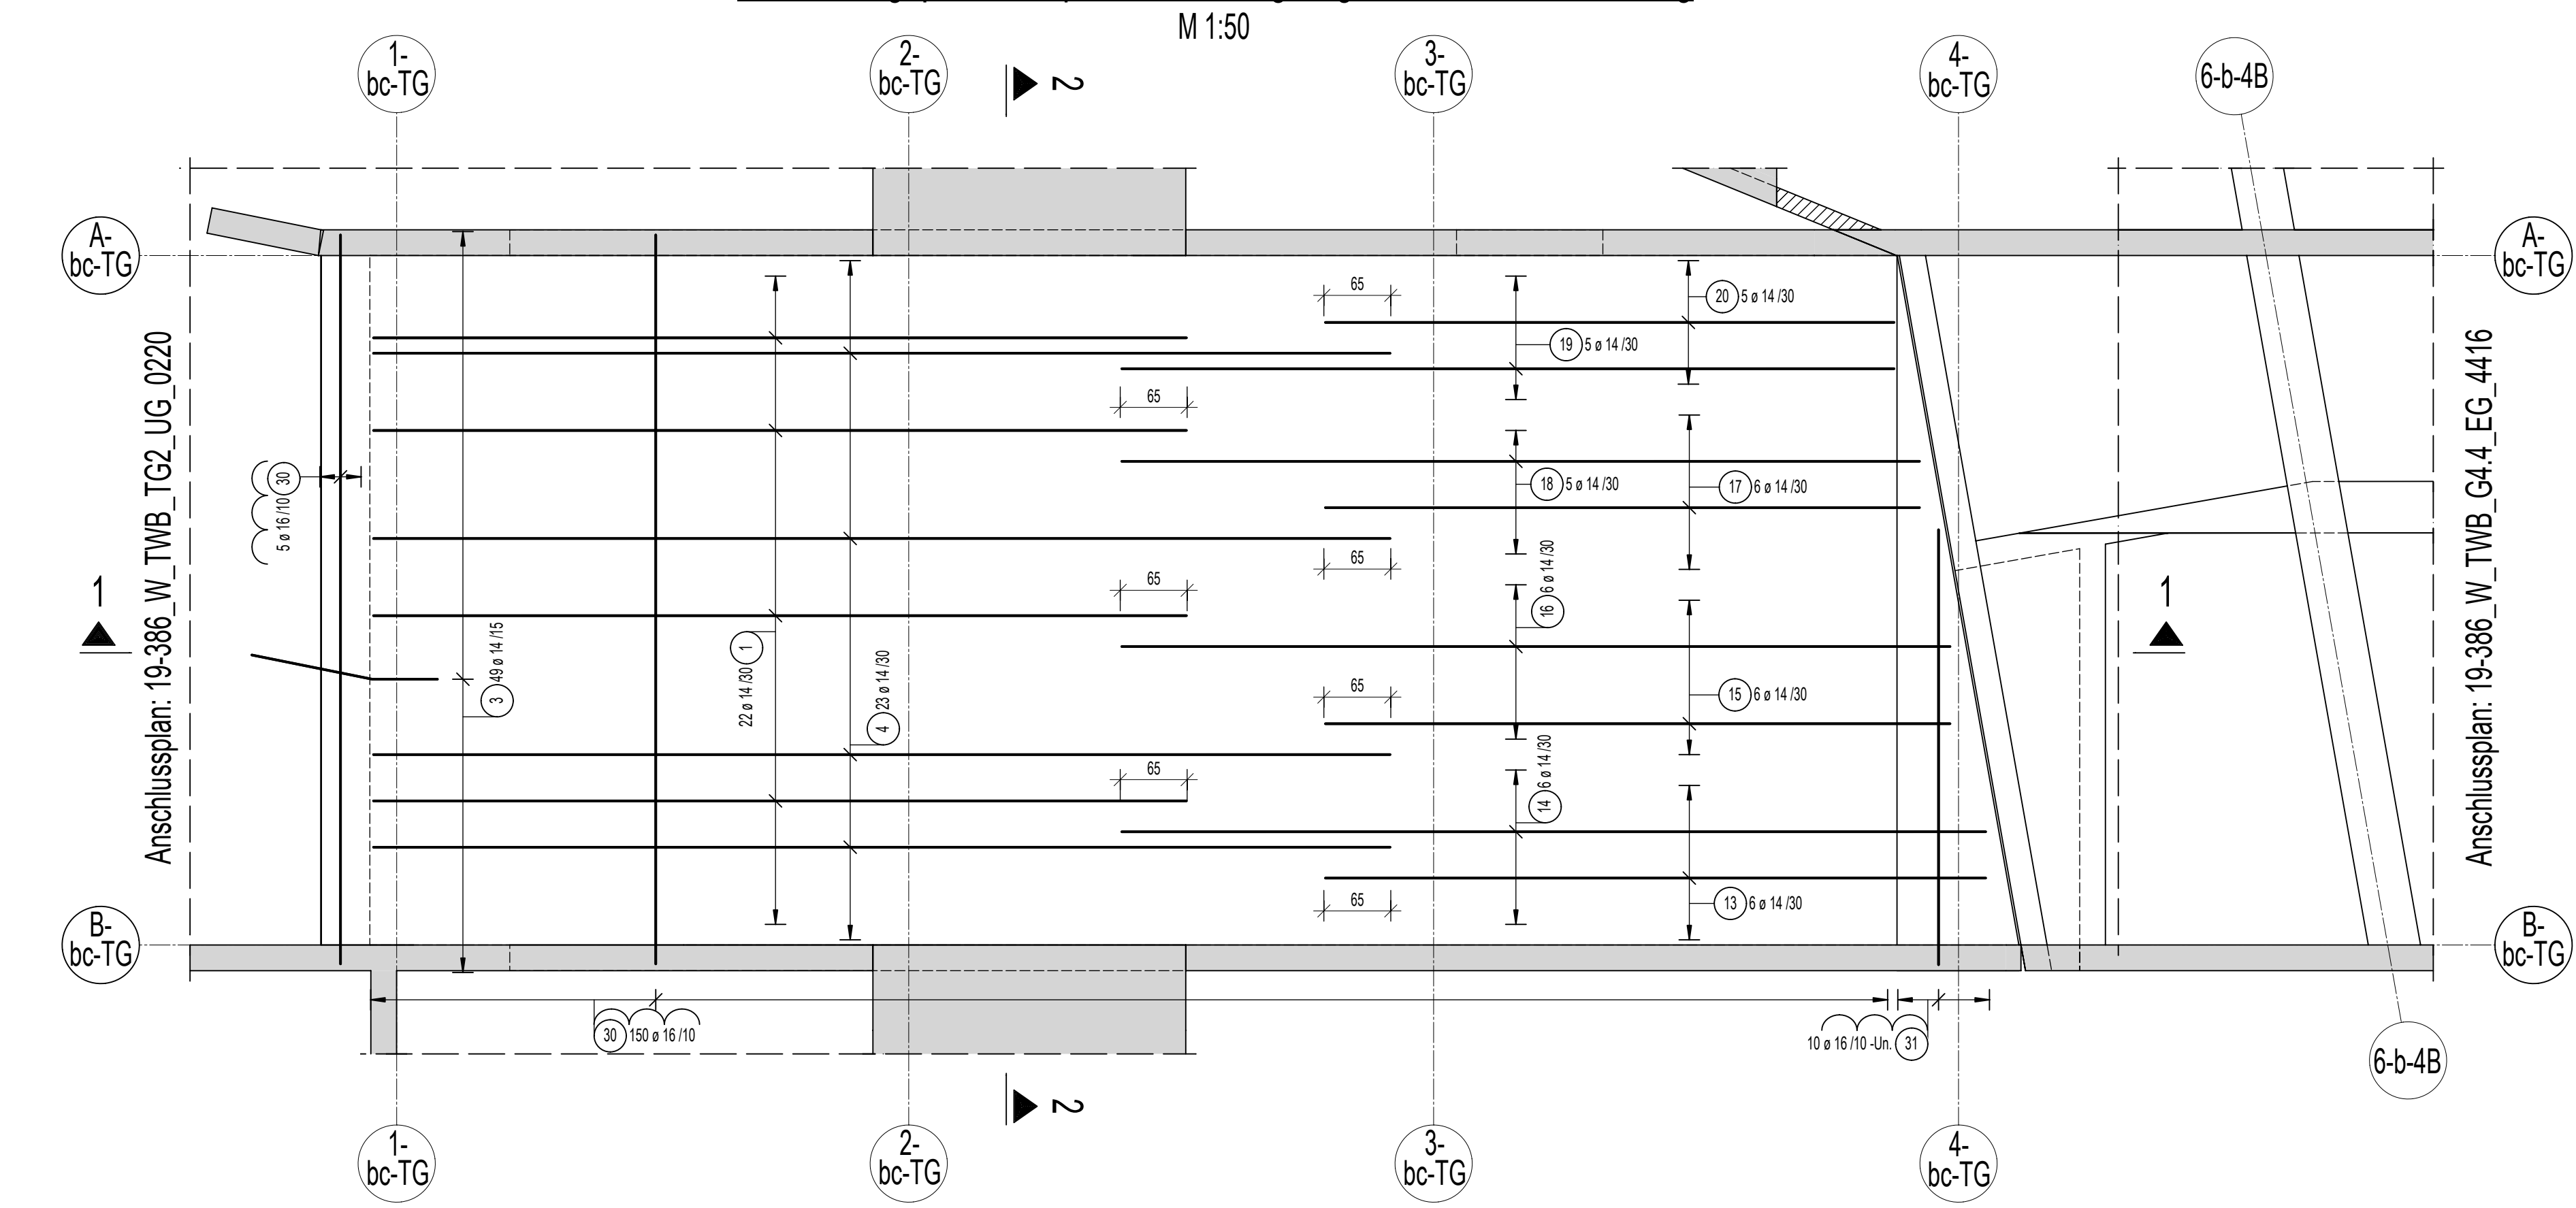 M 1:50
1-
bc-TG
2-
bc-TG
2
3-
bc-TG
4-
bc-TG
6-b-4B
A-
bc-TG
A-
bc-TG
65
20 5 ø 14 /30
19 5 ø 14 /30
65
30
5 ø 16 /10
18 5 ø 14 /30
17 6 ø 14 /30
65
65
16 6 ø 14 /30
1
1
Anschlussplan: 19-386_W_TWB_TG2_UG_0220
Anschlussplan: 19-386_W_TWB_G4.4_EG_4416
3 49 ø 14 /15
22 ø 14 /30 1
4 23 ø 14 /30
65
15 6 ø 14 /30
65
14 6 ø 14 /30
65
13 6 ø 14 /30
B-
bc-TG
B-
bc-TG
30 150 ø 16 /10
10 ø 16 /10 -Un. 31
6-b-4B
2
1-
bc-TG
2-
bc-TG
3-
bc-TG
4-
bc-TG